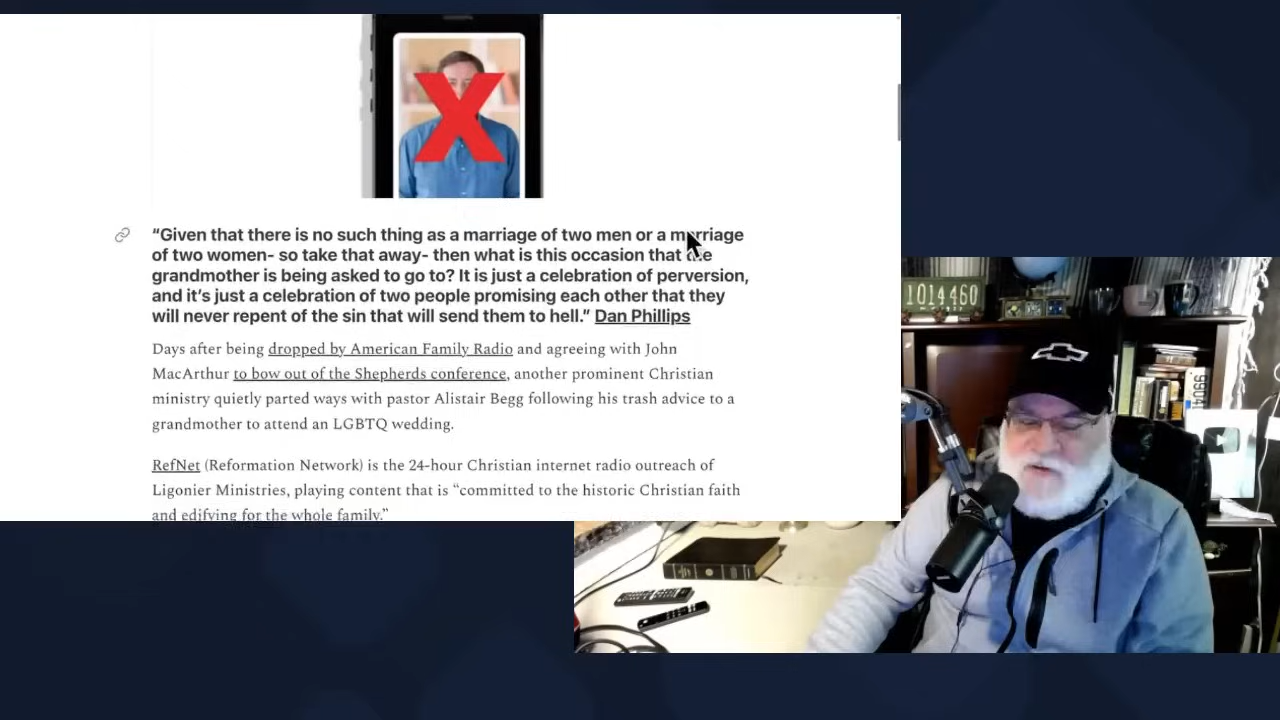 “Given that there is no such thing as a marriage of two men or a marriage
of two women- so take that away- then what is this occasion that the
grandmother is being asked to go to? It is just a celebration of perversion,
and it’s just a celebration of two people promising each other that they
will never repent of the sin that will send them to hell.” Dan Phillips
Days after being dropped by American Family Radio and agreeing with John
MacArthur to bow out of the Shepherds conference, another prominent Christian
ministry quietly parted ways with pastor Alistair Begg following his trash advice to a
grandmother to attend an LGBTQ wedding.
RefNet (Reformation Network) is the 24-hour Christian internet radio outreach of
Ligonier Ministries, playing content that is “committed to the historic Christian faith
and edifying for the whole family.”
1014460